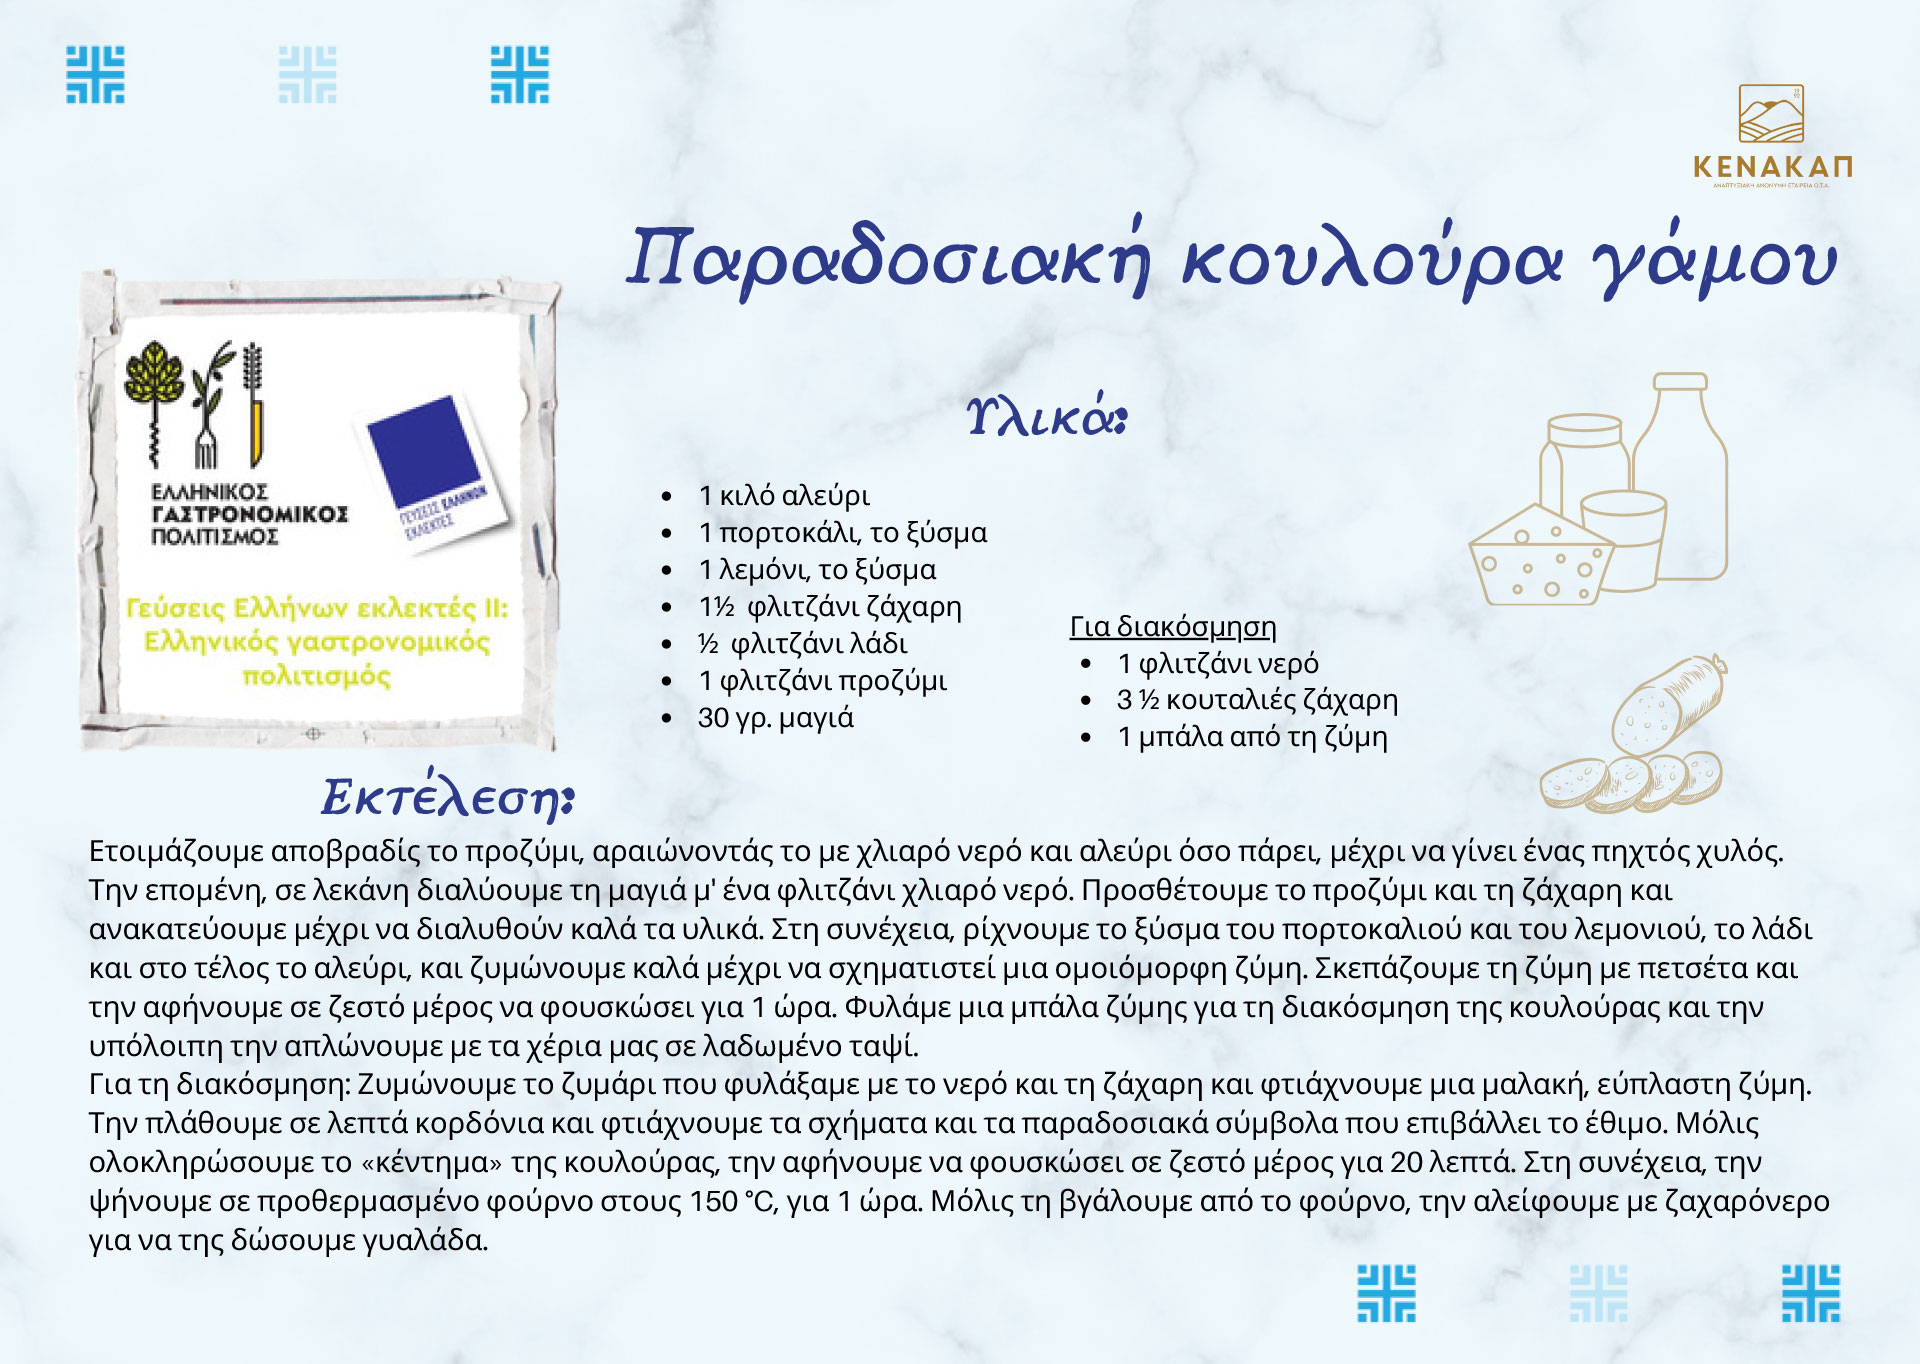 ΚΕΝΑΚΑΠ
ΑΝΑΠΤΥΞΙΑΚΗ ΑΝΩΝΥΜΗ ΕΤΑΙΡΕΙΑ Ο.Τ.Α.
Παραδοσιακή κουλούρα γάμου
ΕΛΛΗΝΙΚΟΣ
ΓΑΣΤΡΟΝΟΜΙΚΟΣ
ΠΟΛΙΤΙΣΜΟΣ
ΓΕΥΣΕΙΣ ΕΛΛΗΝΩΝ
ΕΚΛΕΚΤΕΣ
Γεύσεις Ελλήνων εκλεκτές ΙΙ:
Ελληνικός γαστρονομικός
πολιτισμός
Υλικά:
• 1 κιλό αλεύρι
• 1 πορτοκάλι, το ξύσμα
• 1 λεμόνι, το ξύσμα
• 1½ φλιτζάνι ζάχαρη
• ½ φλιτζάνι λάδι
• 1 φλιτζάνι προζύμι
• 30 γρ. μαγιά
Για διακόσμηση
• 1 φλιτζάνι νερό
• 3 ½ κουταλιές ζάχαρη
• 1 μπάλα από τη ζύμη
Εκτέλεση:
Ετοιμάζουμε αποβραδίς το προζύμι, αραιώνοντάς το με χλιαρό νερό και αλεύρι όσο πάρει, μέχρι να γίνει ένας πηχτός χυλός.
Την επομένη, σε λεκάνη διαλύουμε τη μαγιά μ' ένα φλιτζάνι χλιαρό νερό. Προσθέτουμε το προζύμι και τη ζάχαρη και
ανακατεύουμε μέχρι να διαλυθούν καλά τα υλικά. Στη συνέχεια, ρίχνουμε το ξύσμα του πορτοκαλιού και του λεμονιού, το λάδι
και στο τέλος το αλεύρι, και ζυμώνουμε καλά μέχρι να σχηματιστεί μια ομοιόμορφη ζύμη. Σκεπάζουμε τη ζύμη με πετσέτα και
την αφήνουμε σε ζεστό μέρος να φουσκώσει για 1 ώρα. Φυλάμε μια μπάλα ζύμης για τη διακόσμηση της κουλούρας και την
υπόλοιπη την απλώνουμε με τα χέρια μας σε λαδωμένο ταψί.
Για τη διακόσμηση: Ζυμώνουμε το ζυμάρι που φυλάξαμε με το νερό και τη ζάχαρη και φτιάχνουμε μια μαλακή, εύπλαστη ζύμη.
Την πλάθουμε σε λεπτά κορδόνια και φτιάχνουμε τα σχήματα και τα παραδοσιακά σύμβολα που επιβάλλει το έθιμο. Μόλις
ολοκληρώσουμε το «κέντημα» της κουλούρας, την αφήνουμε να φουσκώσει σε ζεστό μέρος για 20 λεπτά. Στη συνέχεια, την
ψήνουμε σε προθερμασμένο φούρνο στους 150 °C, για 1 ώρα. Μόλις τη βγάλουμε από το φούρνο, την αλείφουμε με ζαχαρόνερο
για να της δώσουμε γυαλάδα.